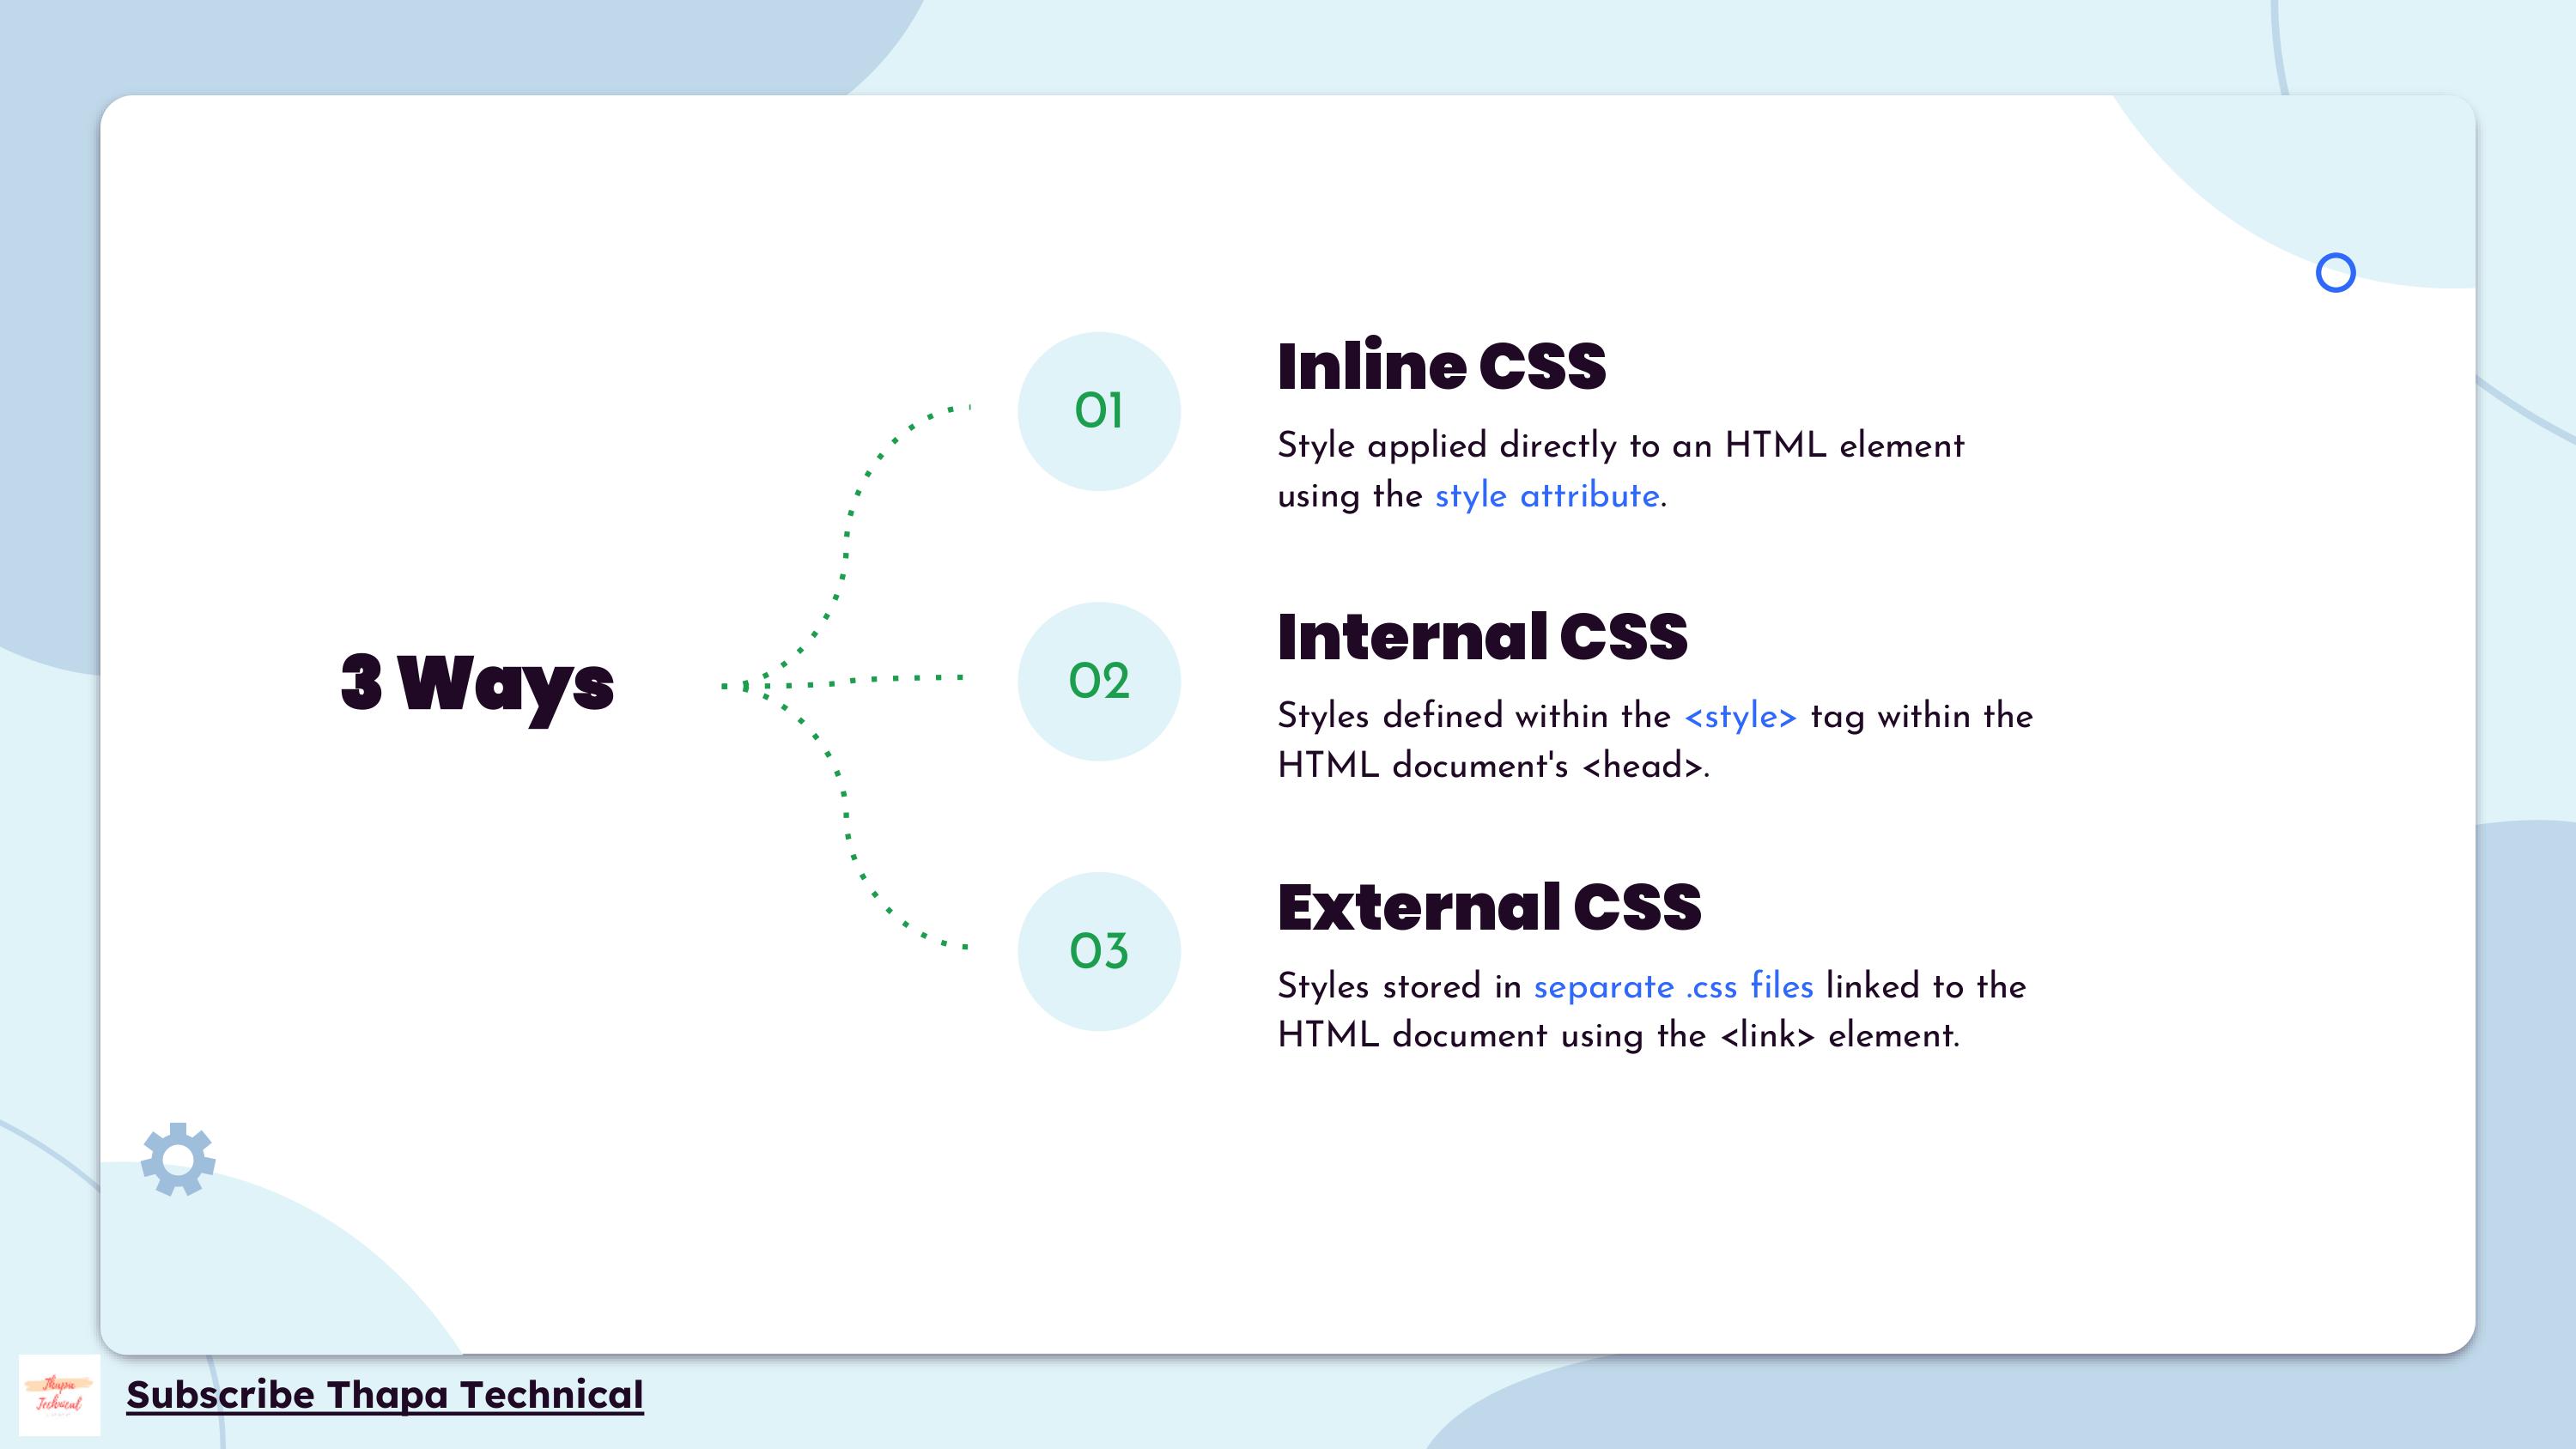 3 Ways
01
Inline CSS
Style applied directly to an HTML element
using the style attribute.
02
Internal CSS
Styles defined within the <style> tag within the
HTML document's <head>.
03
External CSS
Styles stored in separate .css files linked to the
HTML document using the <link> element.
Thapa
Technical
Subscribe Thapa Technical